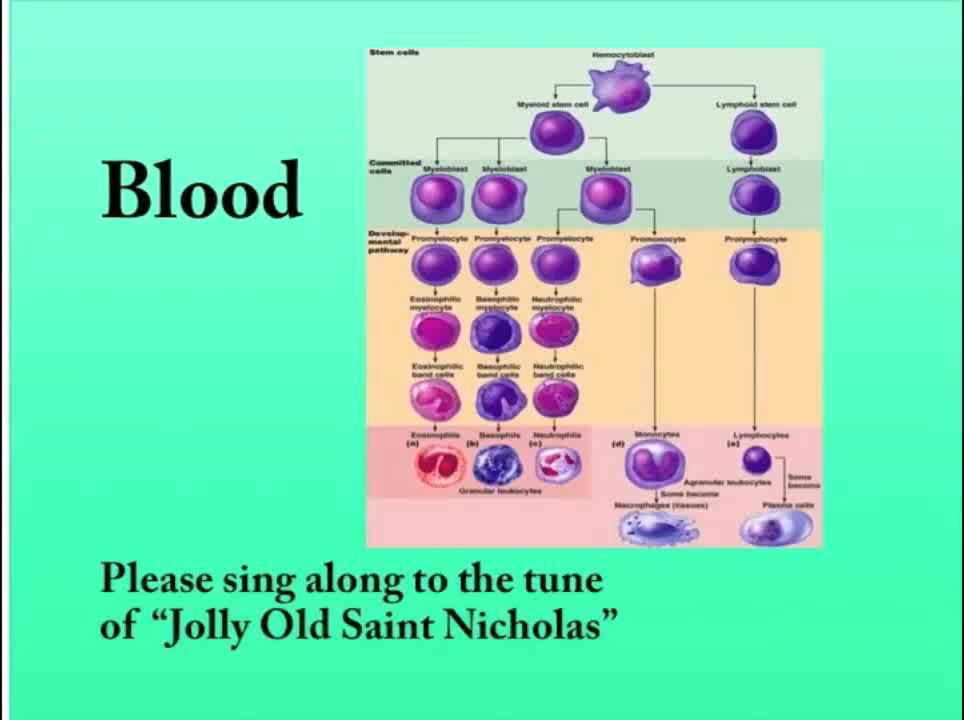 Blood
Stem cells
Hemocytoblast
Myeloid stem cell
Lymphoid stem cell
Committed
cells
Myeloblast
Myeloblast
Myeloblast
Lymphoblast
Develop-
mental
pathway
Promyelocyte
Promyelocyte
Promyelocyte
Promonocyte
Prolymphocyte
Eosinophilic
myelocyte
Basophilic
myelocyte
Neutrophilic
myelocyte
Eosinophilic
band cells
Basophilic
band cells
Neutrophilic
band cells
Eosinophils
(a)
Basophils
(b)
Neutrophils
(c)
Monocytes
(d)
Lymphocytes
(e)
Granular leukocytes
Agranular leukocytes
Some
become
Some become
Macrophages (tissues)
Plasma cells
Please sing along to the tune
of “Jolly Old Saint Nicholas”